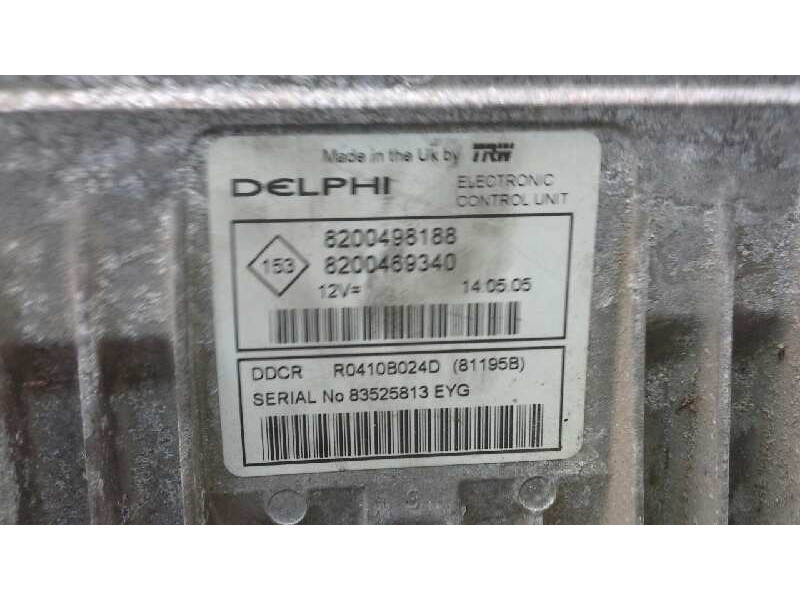 Made in the Uk by TRW
DELPHI
ELECTRONIC
CONTROL UNIT
153
8200498188
8200469340
12V=
14.05.05
DDCR R0410B024D (81195B)
SERIAL No 83525813 EYG
9